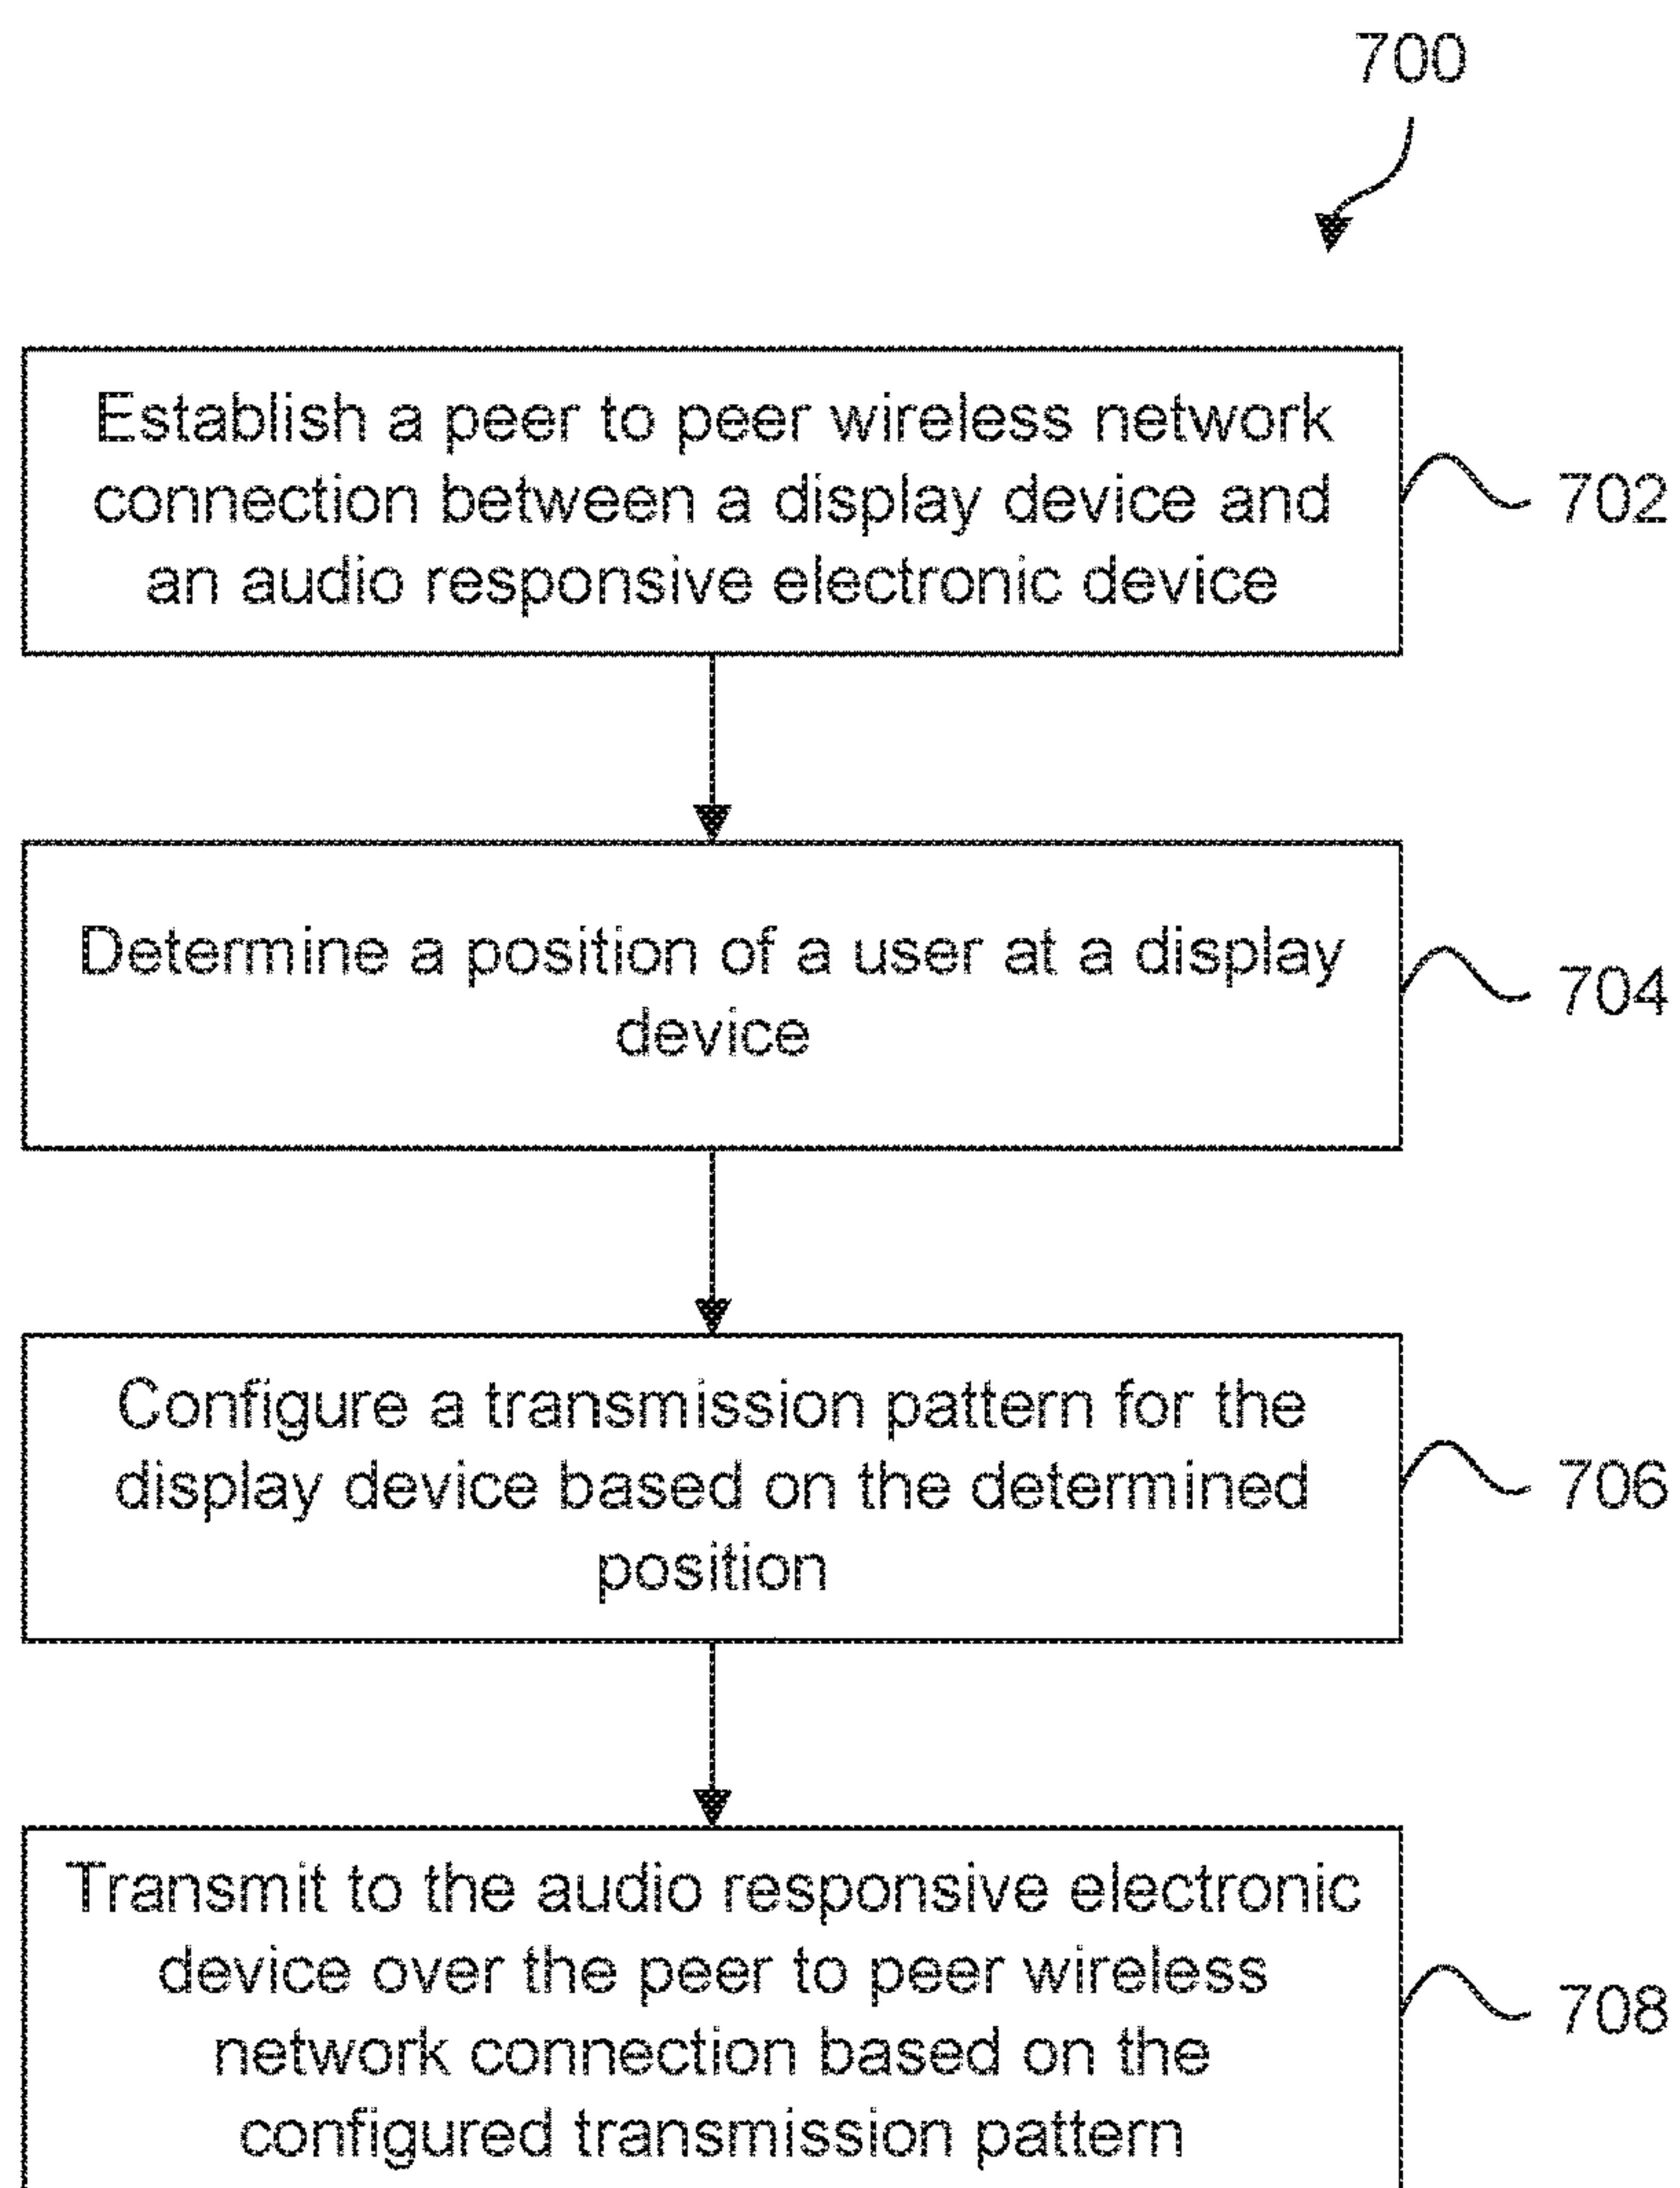 700
Establish a peer to peer wireless network
connection between a display device and
an audio responsive electronic device
702
Determine a position of a user at a display
device
704
Configure a transmission pattern for the
display device based on the determined
position
706
Transmit to the audio responsive electronic
device over the peer to peer wireless
network connection based on the
configured transmission pattern
708